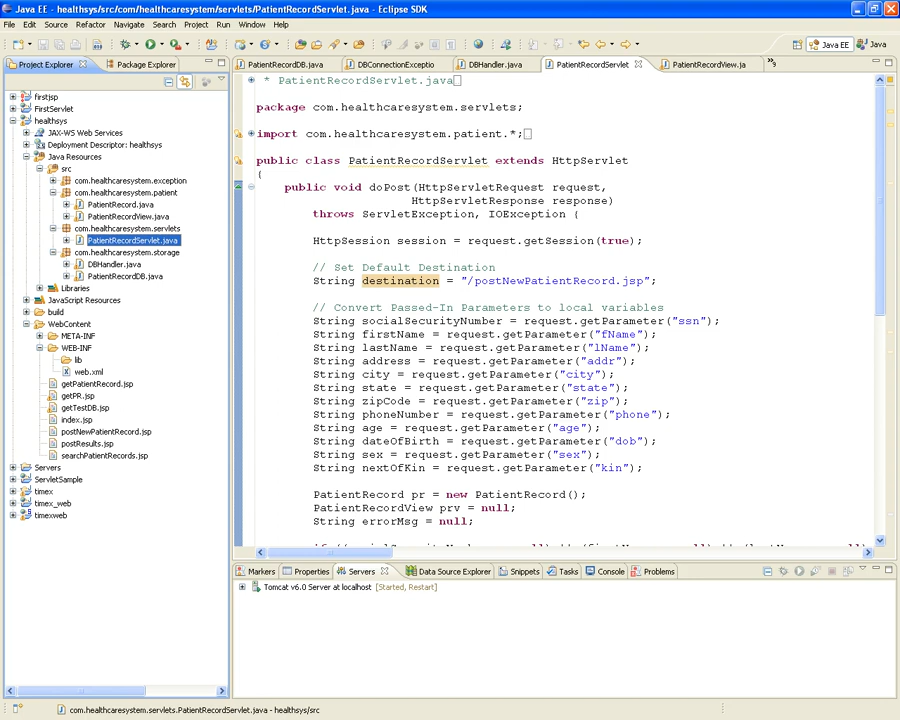 Java EE - healthsys/src/com/healthcaresystem/servlets/PatientRecordServlet.java - Eclipse SDK
File Edit Source Refactor Navigate Search Project Run Window Help
Java EE Java
Project Explorer Package Explorer
firstjsp
FirstServlet
healthsys
JAX-WS Web Services
Deployment Descriptor: healthsys
Java Resources
src
com.healthcaresystem.exception
com.healthcaresystem.patient
PatientRecord.java
PatientRecordView.java
com.healthcaresystem.servlets
PatientRecordServlet.java
com.healthcaresystem.storage
DBHandler.java
PatientRecordDB.java
Libraries
JavaScript Resources
build
WebContent
META-INF
WEB-INF
lib
web.xml
getPatientRecord.jsp
getPR.jsp
getTestDB.jsp
index.jsp
postNewPatientRecord.jsp
postResults.jsp
searchPatientRecords.jsp
Servers
ServletSample
timex
timex_web
timexweb
PatientRecordDB.java DBConnectionExceptio DBHandler.java PatientRecordServlet PatientRecordView.ja »9
* PatientRecordServlet.java
package com.healthcaresystem.servlets;
import com.healthcaresystem.patient.*;
public class PatientRecordServlet extends HttpServlet
{
public void doPost(HttpServletRequest request,
HttpServletResponse response)
throws ServletException, IOException {
HttpSession session = request.getSession(true);
// Set Default Destination
String destination = "/postNewPatientRecord.jsp";
// Convert Passed-In Parameters to local variables
String socialSecurityNumber = request.getParameter("ssn");
String firstName = request.getParameter("fName");
String lastName = request.getParameter("lName");
String address = request.getParameter("addr");
String city = request.getParameter("city");
String state = request.getParameter("state");
String zipCode = request.getParameter("zip");
String phoneNumber = request.getParameter("phone");
String age = request.getParameter("age");
String dateOfBirth = request.getParameter("dob");
String sex = request.getParameter("sex");
String nextOfKin = request.getParameter("kin");
PatientRecord pr = new PatientRecord();
PatientRecordView prv = null;
String errorMsg = null;
Markers Properties Servers Data Source Explorer Snippets Tasks Console Problems
Tomcat v6.0 Server at localhost [Started, Restart]
com.healthcaresystem.servlets.PatientRecordServlet.java - healthsys/src